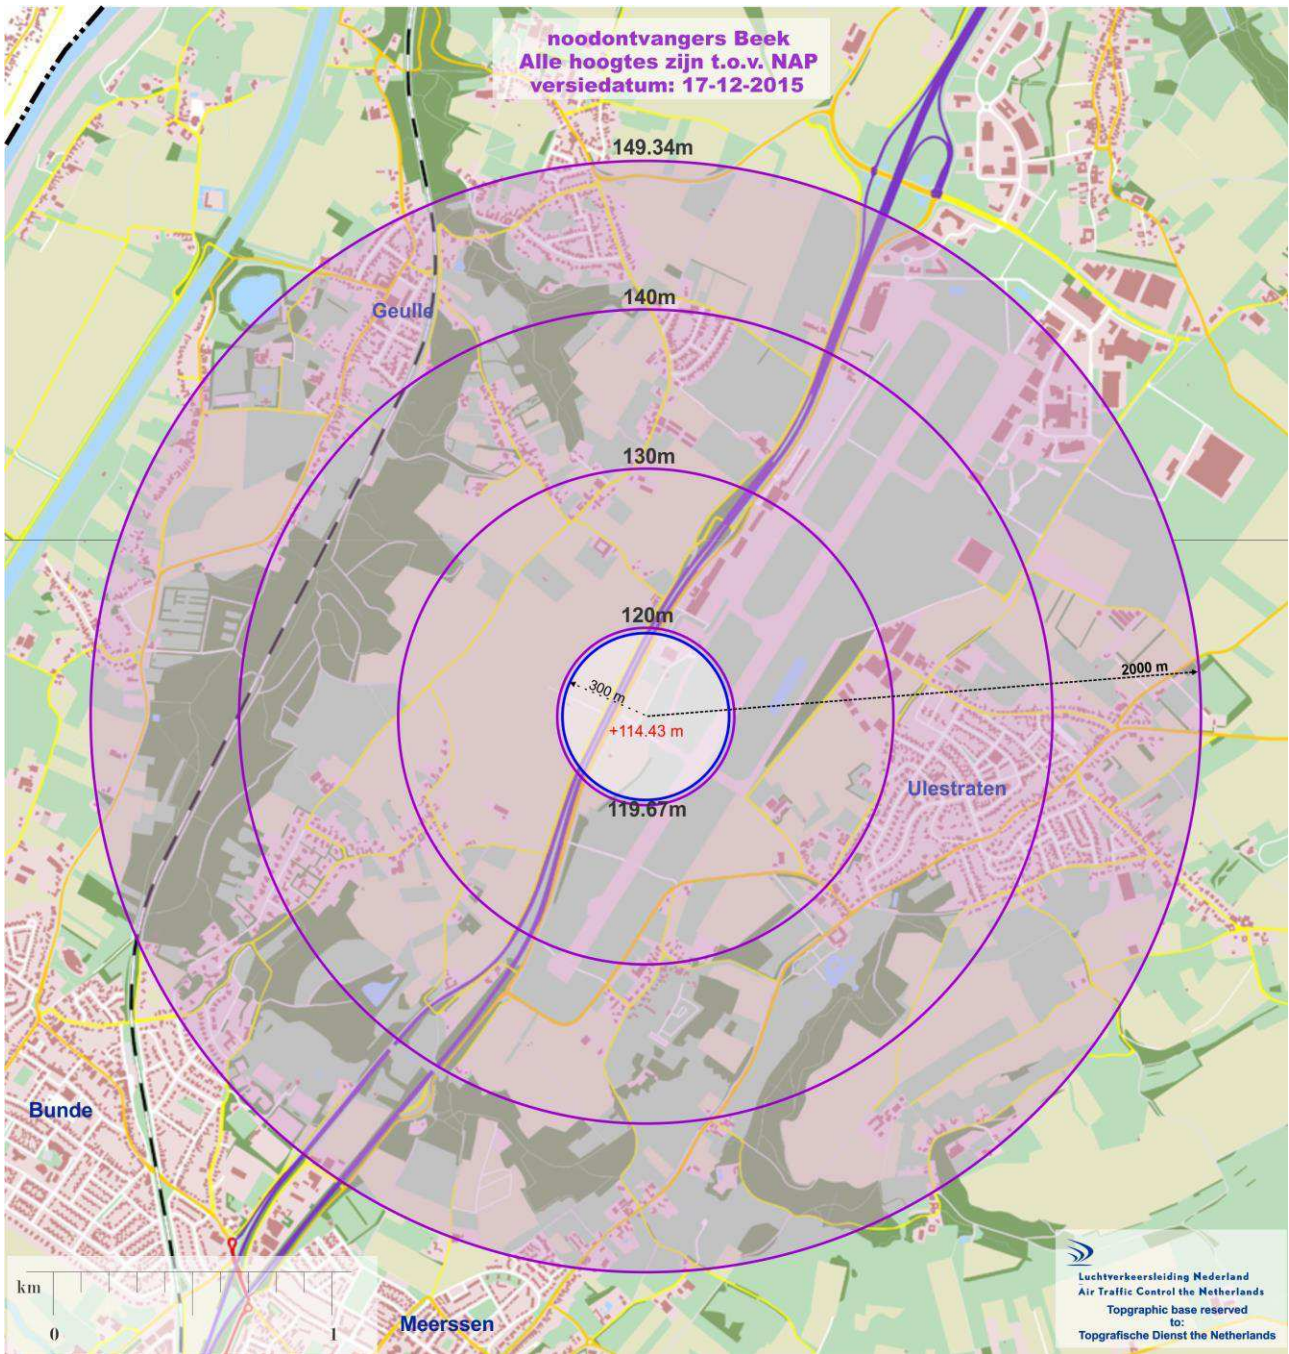 noodontvangers Beek
Alle hoogtes zijn t.o.v. NAP
versiedatum: 17-12-2015
149.34m
140m
Geulle
130m
120m
2000 m
300 m
+114.43 m
Ulestraten
119.67m
Bunde
km
0 1
Meerssen
Luchtverkeersleiding Nederland
Air Traffic Control the Netherlands
Topgraphic base reserved
to:
Topgrafische Dienst the Netherlands